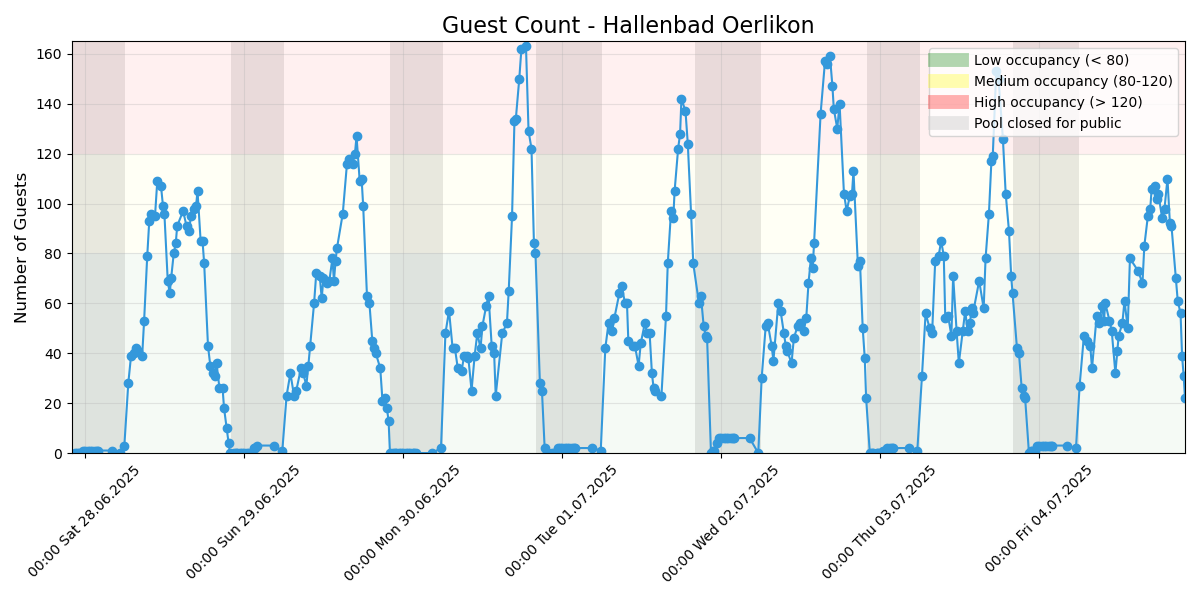 Guest Count - Hallenbad Oerlikon
Number of Guests
160
140
120
100
80
60
40
20
0
Low occupancy (< 80)
Medium occupancy (80-120)
High occupancy (> 120)
Pool closed for public
00:00 Sat 28.06.2025
00:00 Sun 29.06.2025
00:00 Mon 30.06.2025
00:00 Tue 01.07.2025
00:00 Wed 02.07.2025
00:00 Thu 03.07.2025
00:00 Fri 04.07.2025